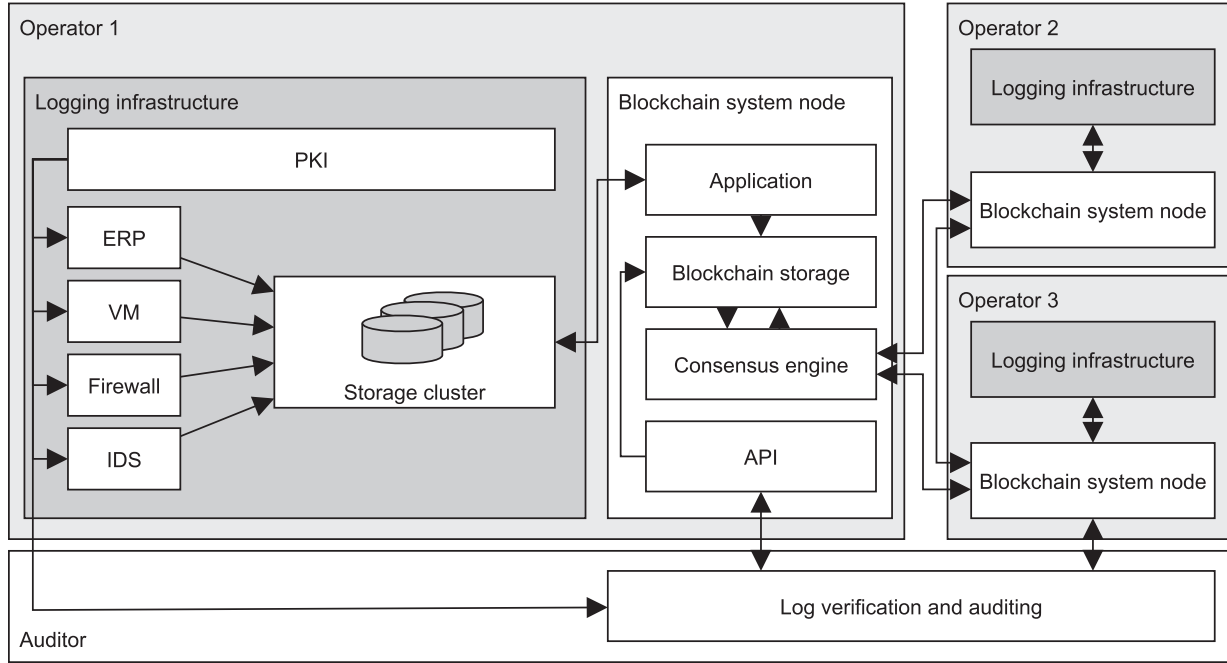 Operator 1
Logging infrastructure
PKI
ERP
VM
Firewall
IDS
Storage cluster
Blockchain system node
Application
Blockchain storage
Consensus engine
API
Operator 2
Logging infrastructure
Blockchain system node
Operator 3
Logging infrastructure
Blockchain system node
Log verification and auditing
Auditor